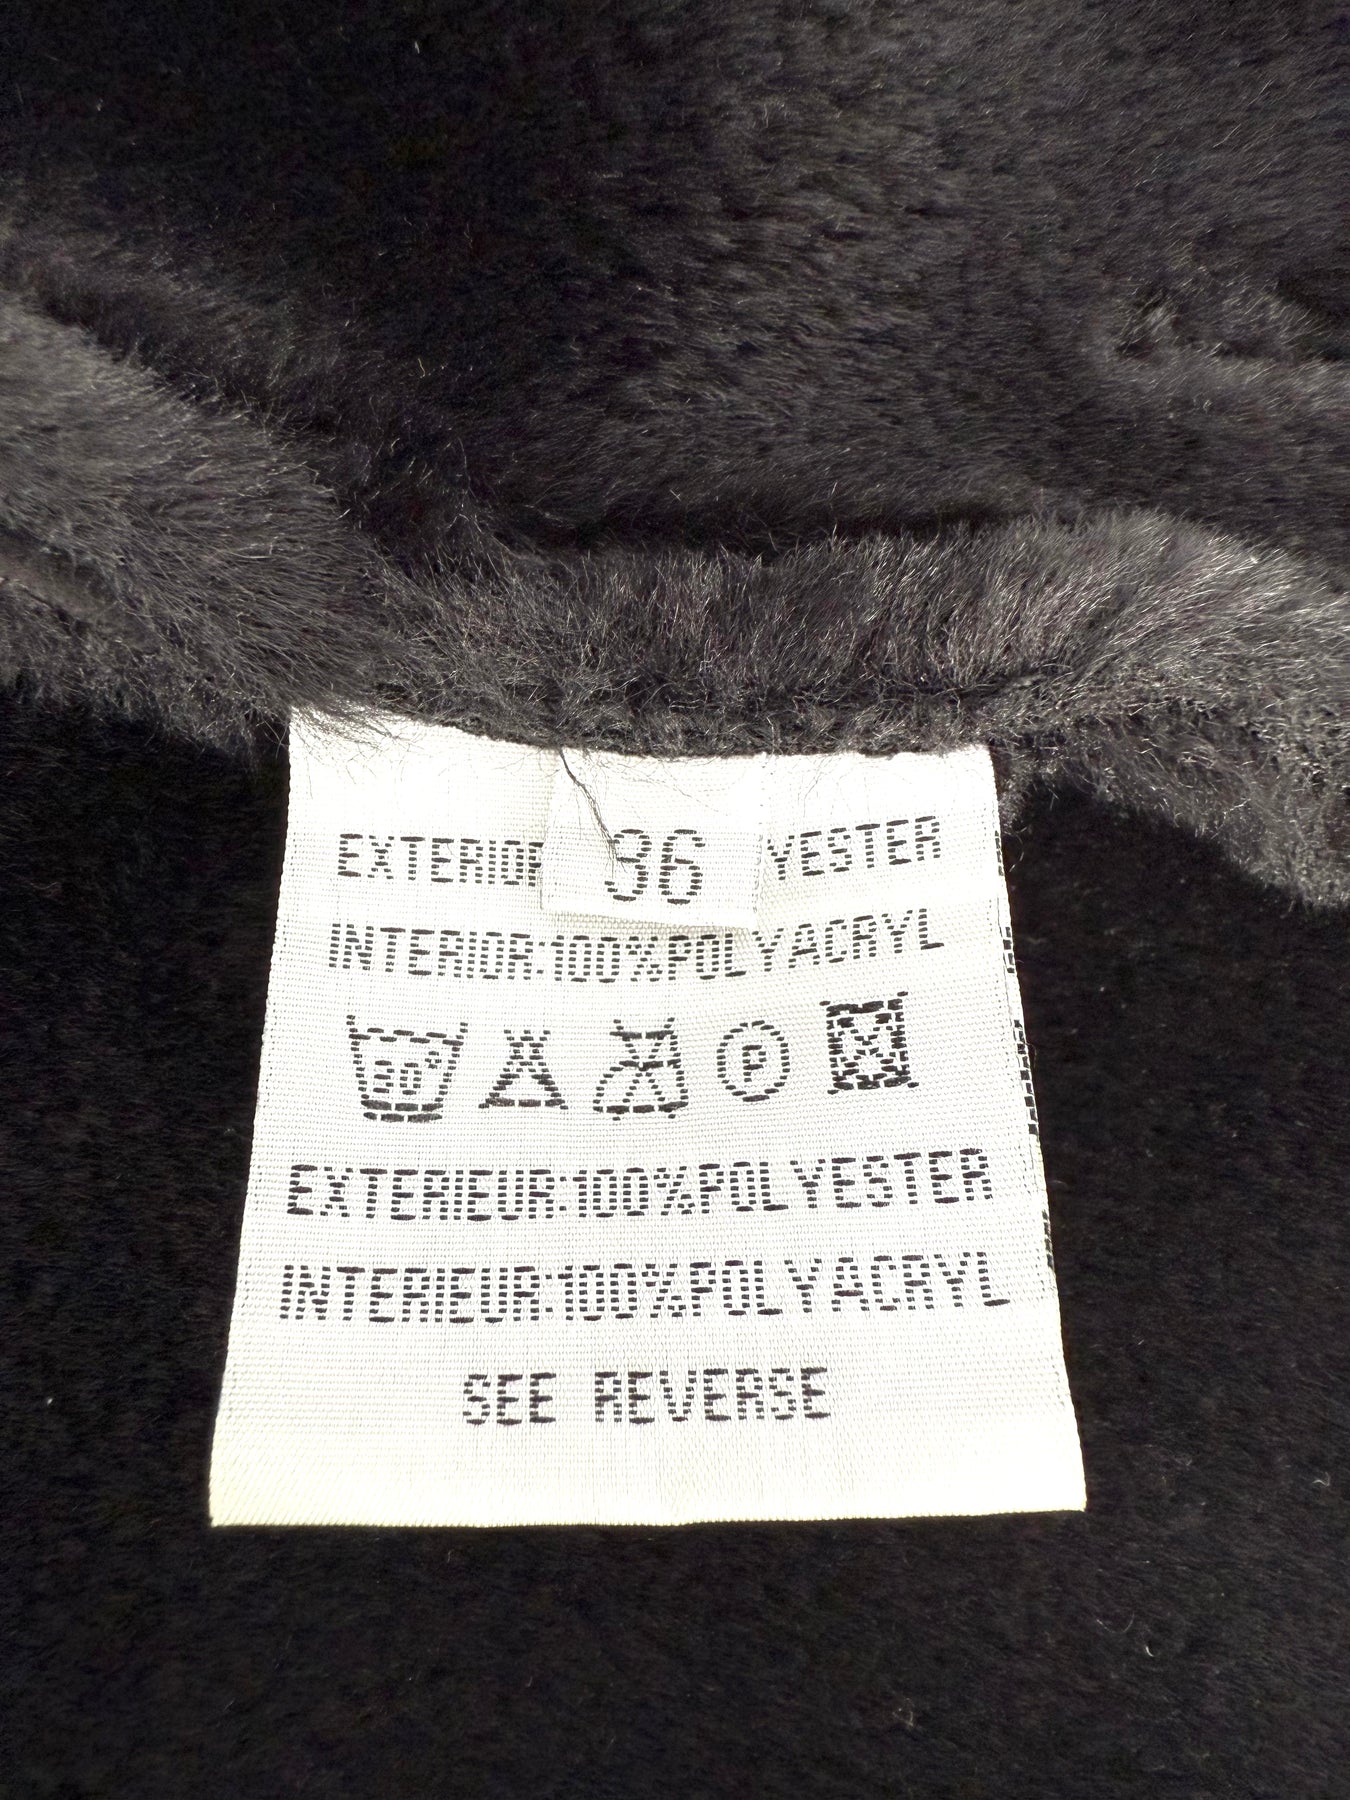 EXTERIOR
36
YESTER
INTERIOR:100%POLYACRYL
30°
P
EXTERIEUR:100%POLYESTER
INTERIEUR:100%POLYACRYL
SEE REVERSE